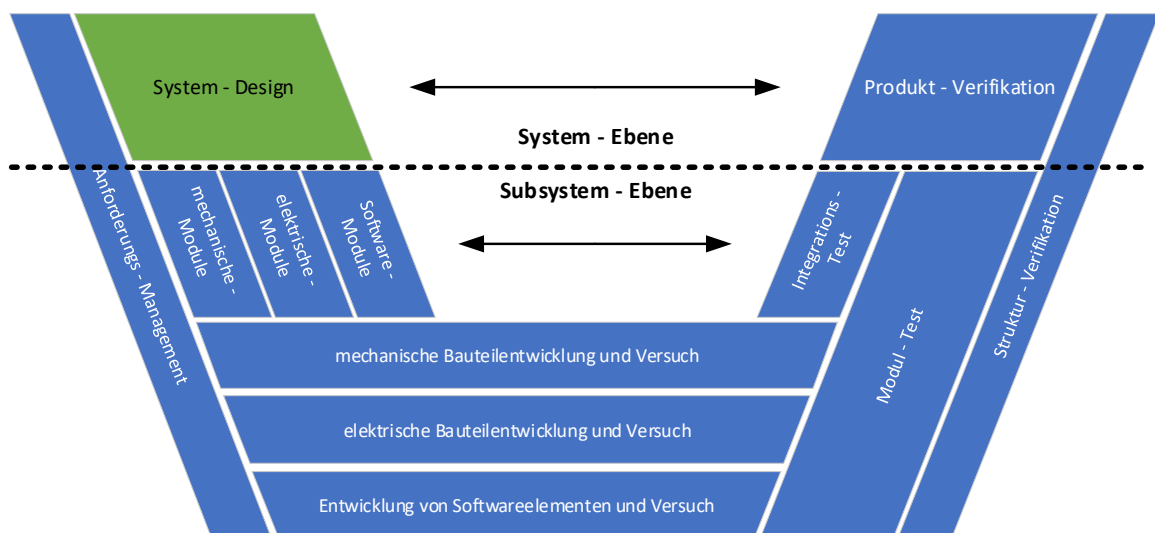 System - Design
Produkt - Verifikation
System - Ebene
Subsystem - Ebene
Anforderungs - Management
mechanische -
Module
elektrische -
Module
Software -
Module
Integrations -
Test
Modul - Test
Struktur - Verifikation
mechanische Bauteilentwicklung und Versuch
elektrische Bauteilentwicklung und Versuch
Entwicklung von Softwareelementen und Versuch